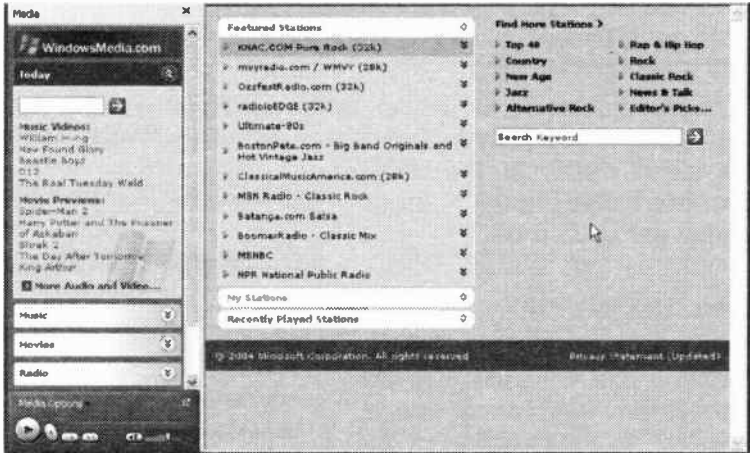 Media
WindowsMedia.com
Today
Music Videos:
William Hung
New Found Glory
Beastie Boys
D12
The Real Tuesday Weld
Movie Previews:
Spider-Man 2
Harry Potter and The Prisoner
of Azkaban
Shrek 2
The Day After Tomorrow
King Arthur
More Audio and Video...
Music
Movies
Radio
Media Options
Featured Stations
KNAC.COM Pure Rock (32k)
mvyradio.com / WMVY (28k)
OzzfestRadio.com (32k)
radioioEDGE (32k)
Ultimate-80s
BostonPete.com - Big Band Originals and
Hot Vintage Jazz
ClassicalMusicAmerica.com (28k)
MSN Radio - Classic Rock
Batanga.com Salsa
BoomerRadio - Classic Mix
MSNBC
NPR National Public Radio
My Stations
Recently Played Stations
Find More Stations >
Top 40
Country
New Age
Jazz
Alternative Rock
Rap & Hip Hop
Rock
Classic Rock
News & Talk
Editor's Picks...
Search Keyword
© 2004 Microsoft Corporation. All rights reserved
Privacy Statement (Updated)